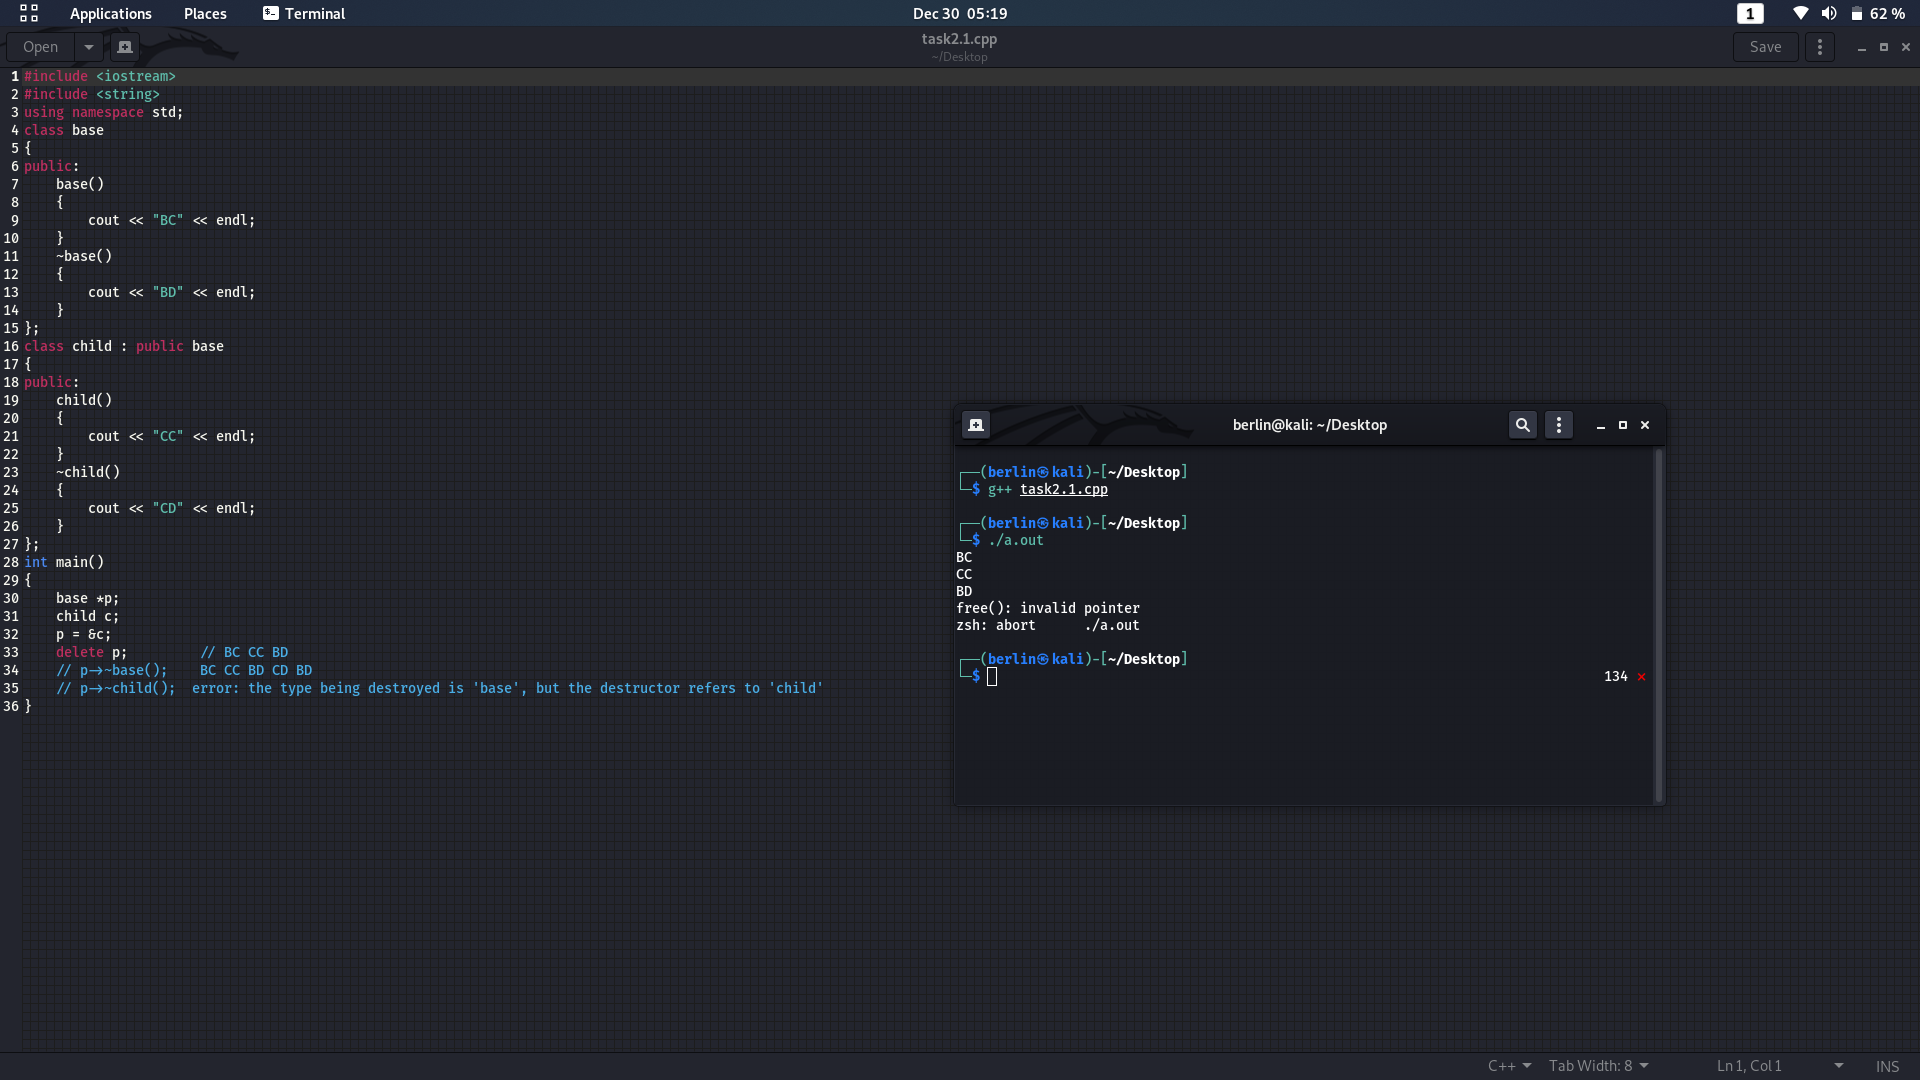 Applications Places Terminal Dec 30 05:19 1 62 %
Open task2.1.cpp Save
~/Desktop
1 #include <iostream>
2 #include <string>
3 using namespace std;
4 class base
5 {
6 public:
7     base()
8     {
9         cout << "BC" << endl;
10     }
11     ~base()
12     {
13         cout << "BD" << endl;
14     }
15 };
16 class child : public base
17 {
18 public:
19     child()
20     {
21         cout << "CC" << endl;
22     }
23     ~child()
24     {
25         cout << "CD" << endl;
26     }
27 };
28 int main()
29 {
30     base *p;
31     child c;
32     p = &c;
33     delete p;         // BC CC BD
34     // p->~base();    BC CC BD CD BD
35     // p->~child();  error: the type being destroyed is 'base', but the destructor refers to 'child'
36 }
berlin@kali: ~/Desktop
┌──(berlin㉿kali)-[~/Desktop]
└─$ g++ task2.1.cpp
┌──(berlin㉿kali)-[~/Desktop]
└─$ ./a.out
BC
CC
BD
free(): invalid pointer
zsh: abort      ./a.out
┌──(berlin㉿kali)-[~/Desktop]
└─$ 134 ×
C++ Tab Width: 8 Ln 1, Col 1 INS